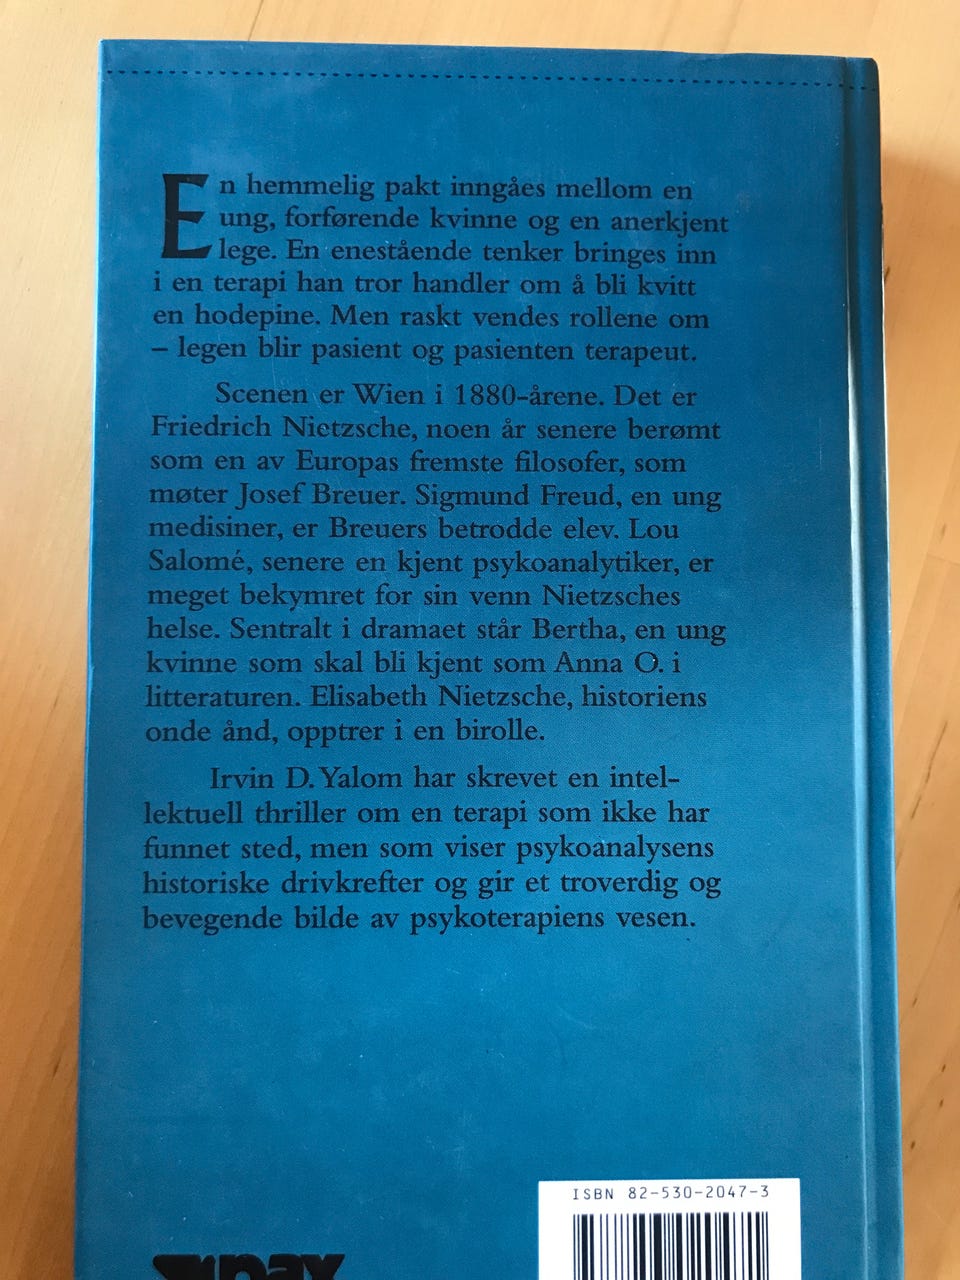 En hemmelig pakt inngåes mellom en
ung, forførende kvinne og en anerkjent
lege. En enestående tenker bringes inn
i en terapi han tror handler om å bli kvitt
en hodepine. Men raskt vendes rollene om
– legen blir pasient og pasienten terapeut.
Scenen er Wien i 1880-årene. Det er
Friedrich Nietzsche, noen år senere berømt
som en av Europas fremste filosofer, som
møter Josef Breuer. Sigmund Freud, en ung
medisiner, er Breuers betrodde elev. Lou
Salomé, senere en kjent psykoanalytiker, er
meget bekymret for sin venn Nietzsches
helse. Sentralt i dramaet står Bertha, en ung
kvinne som skal bli kjent som Anna O. i
litteraturen. Elisabeth Nietzsche, historiens
onde ånd, opptrer i en birolle.
Irvin D. Yalom har skrevet en intel-
lektuell thriller om en terapi som ikke har
funnet sted, men som viser psykoanalysens
historiske drivkrefter og gir et troverdig og
bevegende bilde av psykoterapiens vesen.
ISBN 82-530-2047-3
pax